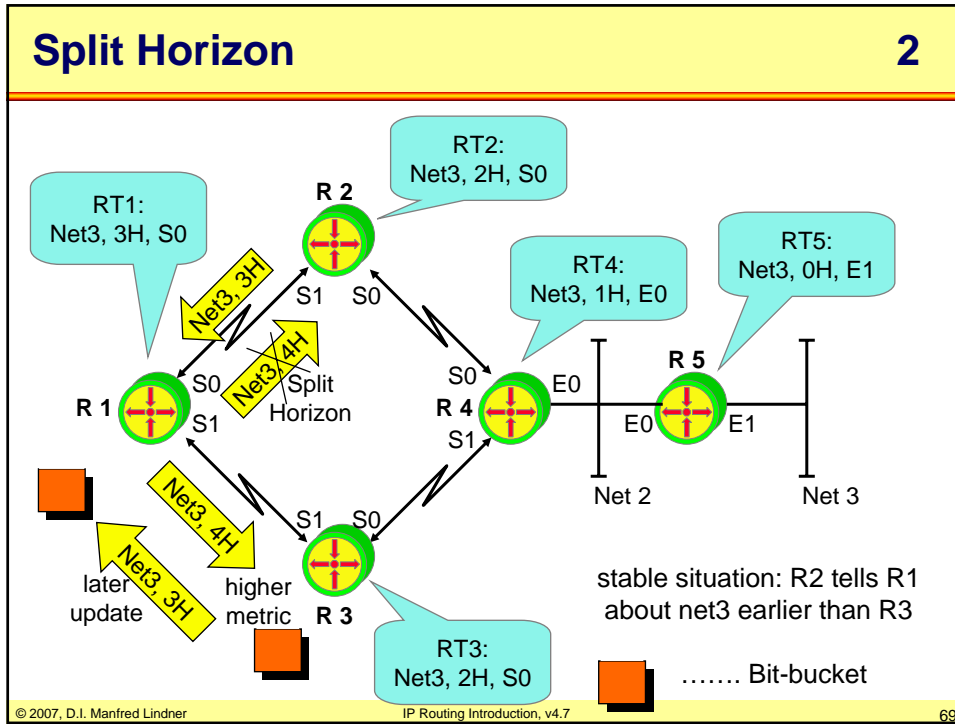 Split Horizon 2
RT2:
Net3, 2H, S0
R 2
RT1:
Net3, 3H, S0
RT4:
Net3, 1H, E0
RT5:
Net3, 0H, E1
Net3, 3H
S1
S0
Net3, 4H
Split
Horizon
S0
R 1
S1
S0
R 4
E0
S1
R 5
E0
E1
Net 2
Net 3
Net3, 4H
S1
S0
Net3, 3H
later
update
higher
metric
R 3
stable situation: R2 tells R1
about net3 earlier than R3
RT3:
Net3, 2H, S0
……. Bit-bucket
© 2007, D.I. Manfred Lindner
IP Routing Introduction, v4.7
69